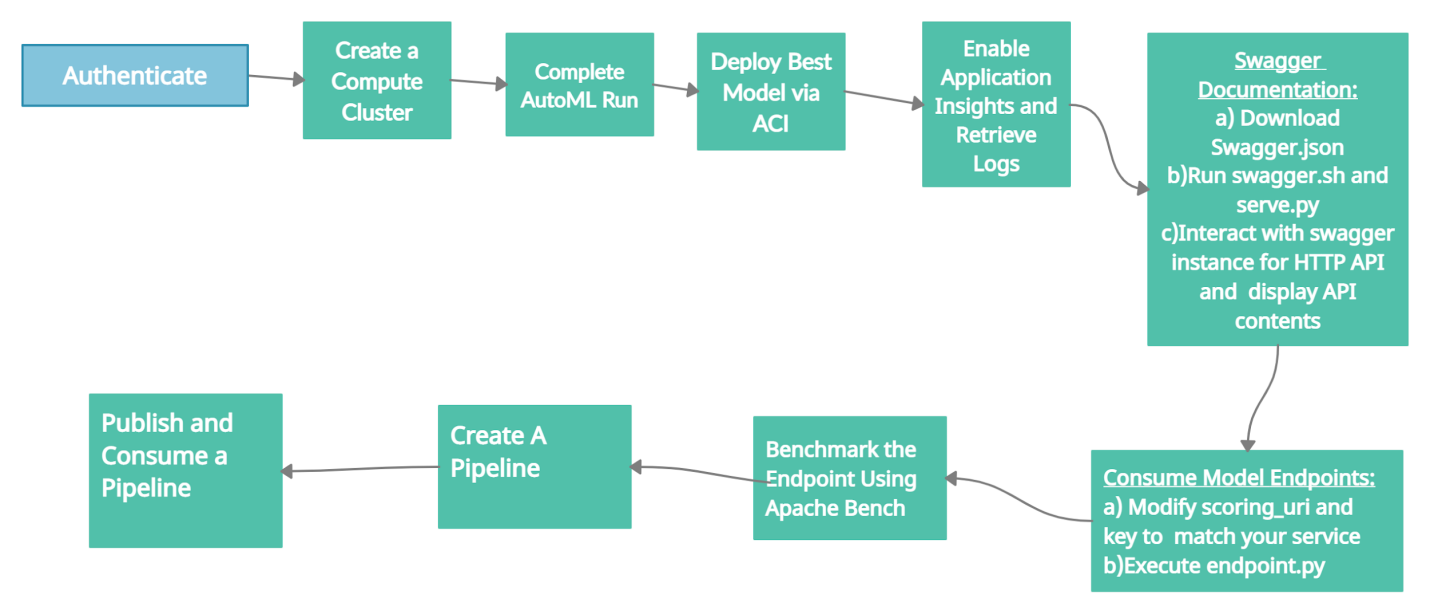 Authenticate
Create a
Compute
Cluster
Complete
AutoML Run
Deploy Best
Model via
ACI
Enable
Application
Insights and
Retrieve
Logs
Swagger
Documentation:
a) Download
Swagger.json
b)Run swagger.sh and
serve.py
c)Interact with swagger
instance for HTTP API
and display API
contents
Consume Model Endpoints:
a) Modify scoring_uri and
key to match your service
b)Execute endpoint.py
Benchmark the
Endpoint Using
Apache Bench
Create A
Pipeline
Publish and
Consume a
Pipeline